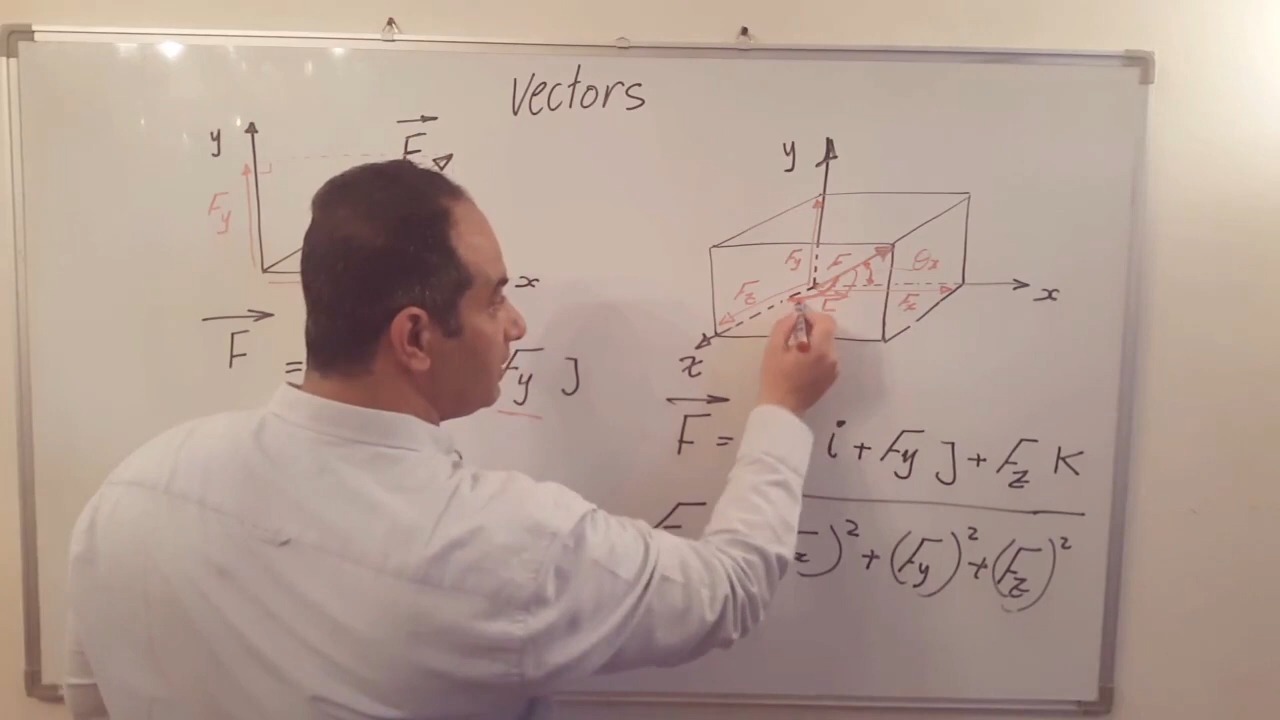 Vectors
y
F
Fy
x
F =
Fy J
y
Fy
F
θx
Fz
Fx
x
z
F = i + Fy J + Fz K
F x)² + (Fy)² + (Fz)²